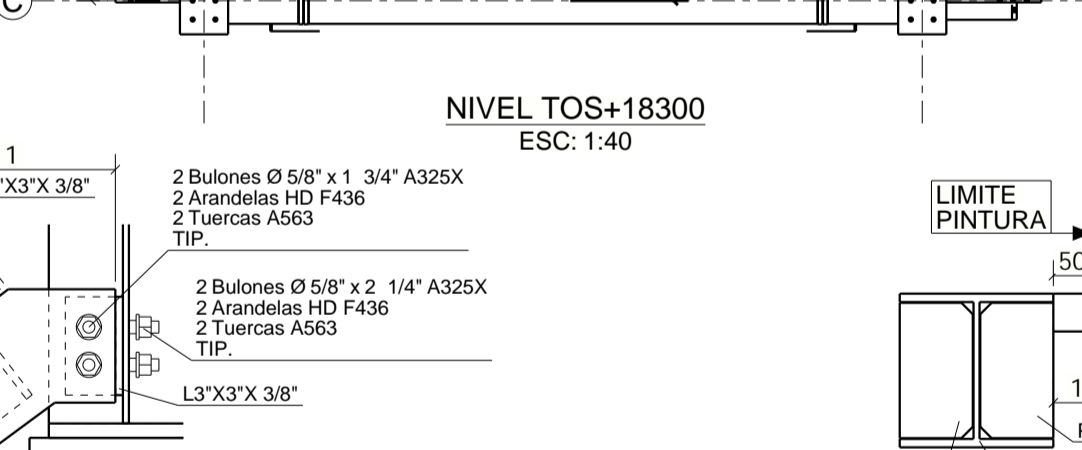 C
NIVEL TOS+18300
ESC: 1:40
1
"X3"X 3/8"
2 Bulones Ø 5/8" x 1 3/4" A325X
2 Arandelas HD F436
2 Tuercas A563
TIP.
2 Bulones Ø 5/8" x 2 1/4" A325X
2 Arandelas HD F436
2 Tuercas A563
TIP.
L3"X3"X 3/8"
LIMITE
PINTURA
50
1